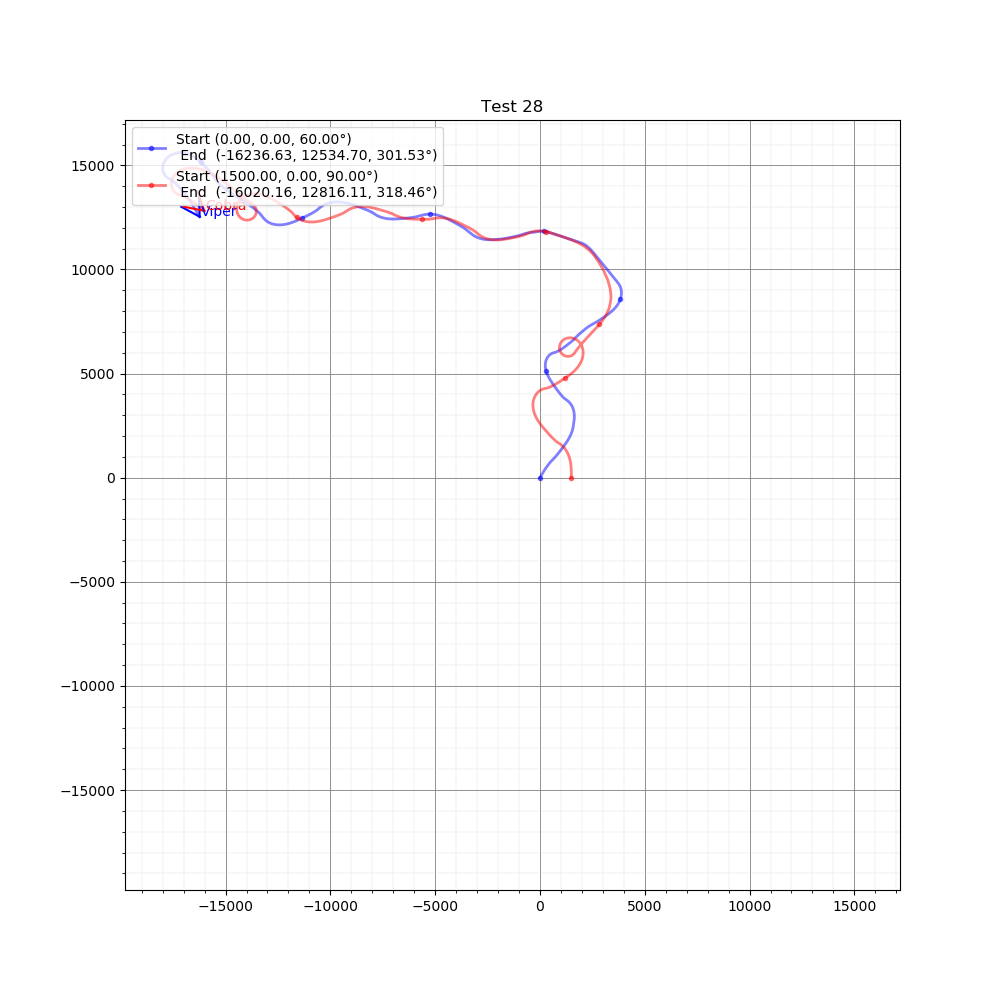 Test 28
Start (0.00, 0.00, 60.00°)
End (-16236.63, 12534.70, 301.53°)
Start (1500.00, 0.00, 90.00°)
End (-16020.16, 12816.11, 318.46°)
Cobra
Viper
15000
10000
5000
0
−5000
−10000
−15000
−15000 −10000 −5000 0 5000 10000 15000